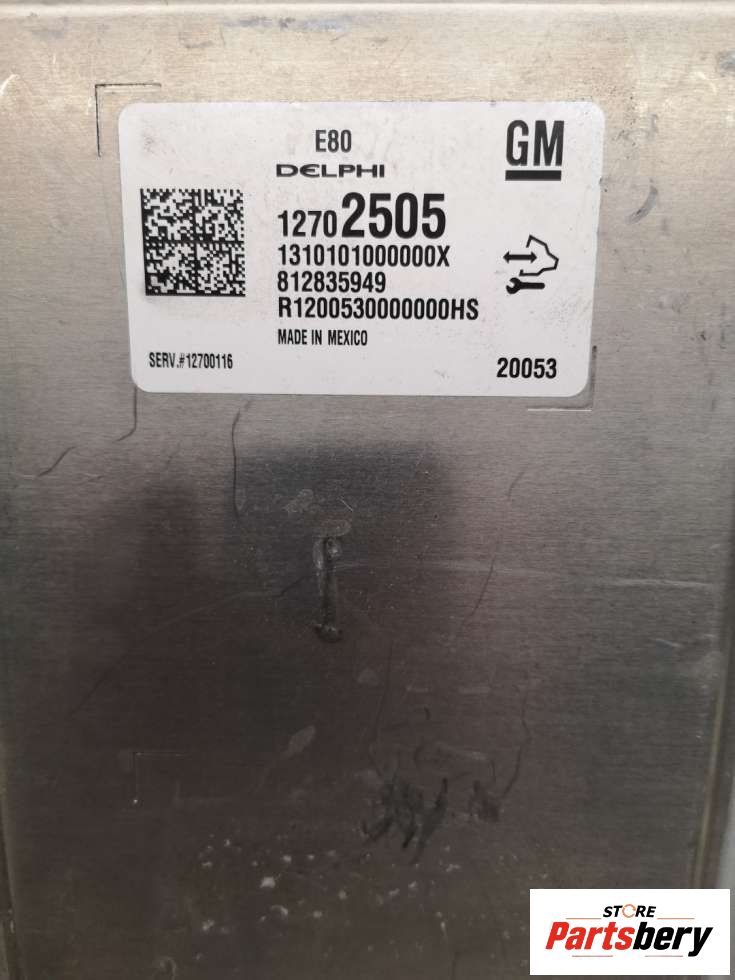 E80
GM
DELPHI
12702505
1310101000000X
812835949
R1200530000000HS
MADE IN MEXICO
SERV.#12700116
20053
STORE
Partsbery